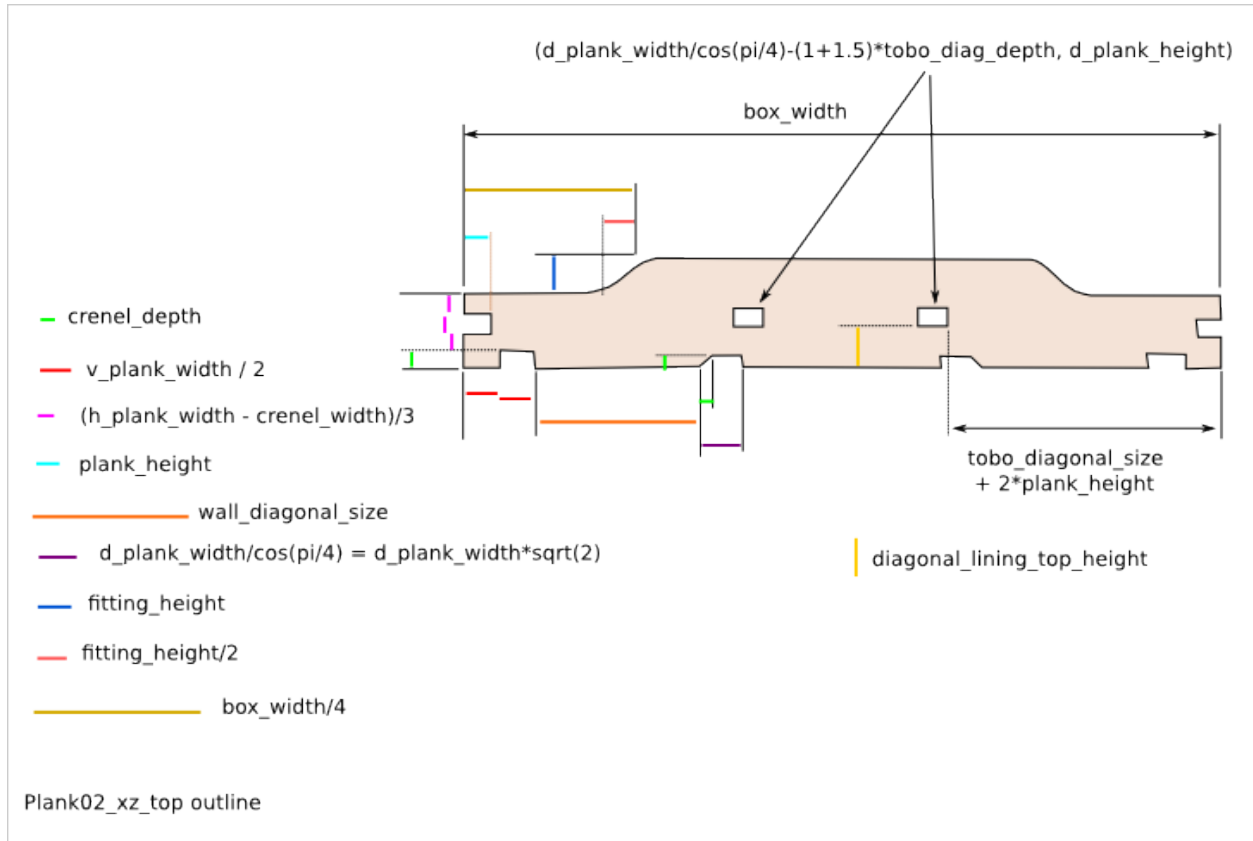 (d_plank_width/cos(pi/4)-(1+1.5)*tobo_diag_depth, d_plank_height)
box_width
crenel_depth
v_plank_width / 2
(h_plank_width - crenel_width)/3
plank_height
tobo_diagonal_size
+ 2*plank_height
wall_diagonal_size
d_plank_width/cos(pi/4) = d_plank_width*sqrt(2)
diagonal_lining_top_height
fitting_height
fitting_height/2
box_width/4
Plank02_xz_top outline